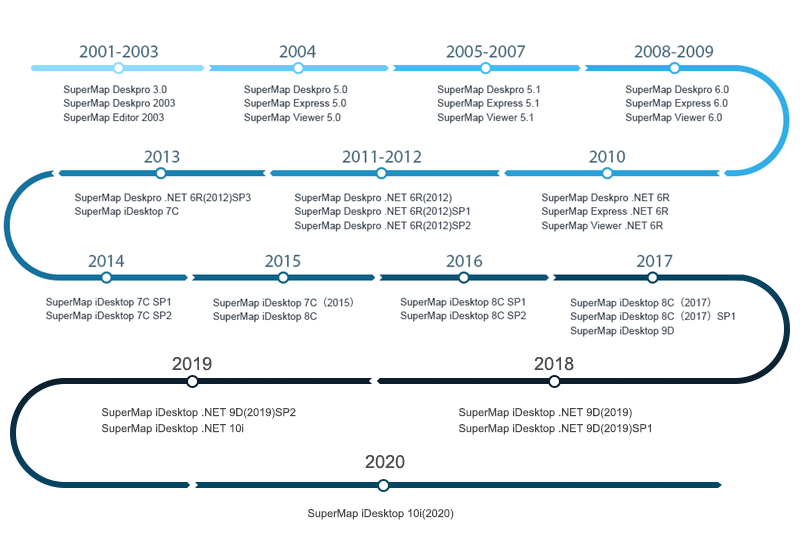 2001-2003
SuperMap Deskpro 3.0
SuperMap Deskpro 2003
SuperMap Editor 2003
2004
SuperMap Deskpro 5.0
SuperMap Express 5.0
SuperMap Viewer 5.0
2005-2007
SuperMap Deskpro 5.1
SuperMap Express 5.1
SuperMap Viewer 5.1
2008-2009
SuperMap Deskpro 6.0
SuperMap Express 6.0
SuperMap Viewer 6.0
2010
SuperMap Deskpro .NET 6R
SuperMap Express .NET 6R
SuperMap Viewer .NET 6R
2011-2012
SuperMap Deskpro .NET 6R(2012)
SuperMap Deskpro .NET 6R(2012)SP1
SuperMap Deskpro .NET 6R(2012)SP2
2013
SuperMap Deskpro .NET 6R(2012)SP3
SuperMap iDesktop 7C
2014
SuperMap iDesktop 7C SP1
SuperMap iDesktop 7C SP2
2015
SuperMap iDesktop 7C（2015）
SuperMap iDesktop 8C
2016
SuperMap iDesktop 8C SP1
SuperMap iDesktop 8C SP2
2017
SuperMap iDesktop 8C（2017）
SuperMap iDesktop 8C（2017）SP1
SuperMap iDesktop 9D
2018
SuperMap iDesktop .NET 9D(2019)
SuperMap iDesktop .NET 9D(2019)SP1
2019
SuperMap iDesktop .NET 9D(2019)SP2
SuperMap iDesktop .NET 10i
2020
SuperMap iDesktop 10i(2020)